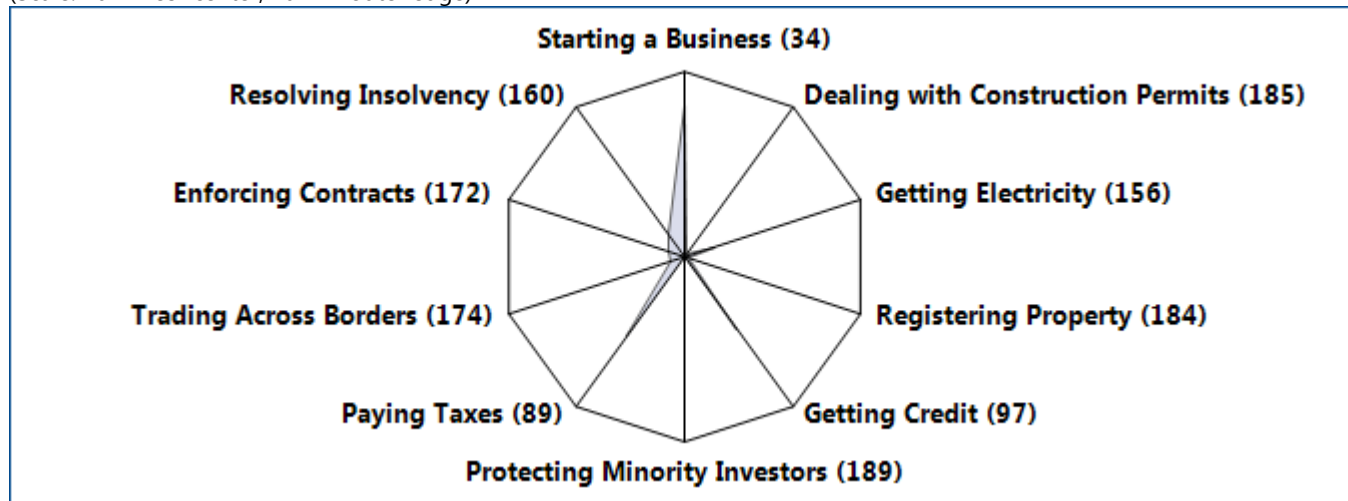 Starting a Business (34)
Resolving Insolvency (160)
Dealing with Construction Permits (185)
Enforcing Contracts (172)
Getting Electricity (156)
Trading Across Borders (174)
Registering Property (184)
Paying Taxes (89)
Getting Credit (97)
Protecting Minority Investors (189)